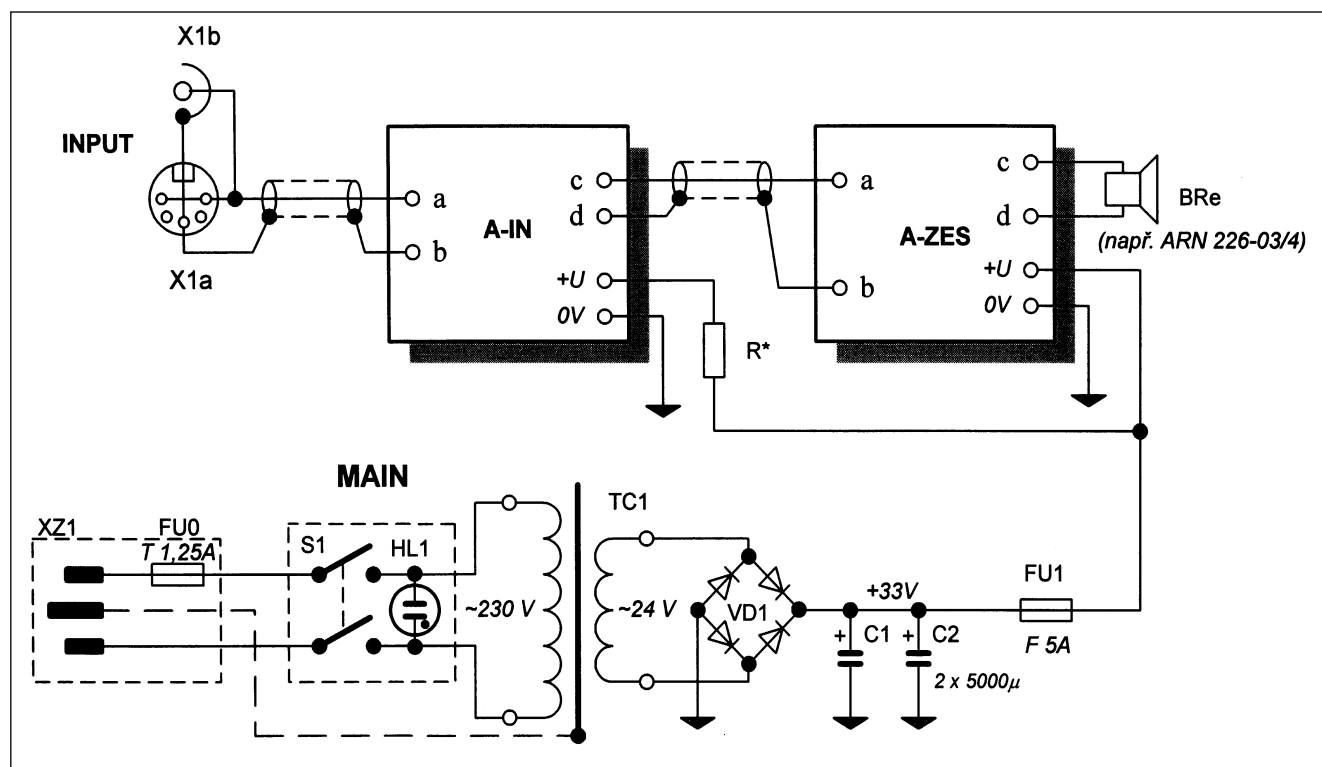 X1b
INPUT
X1a
a
b
A-IN
c
d
+U
0V
R*
a
b
A-ZES
c
d
+U
0V
BRe
(např. ARN 226-03/4)
MAIN
XZ1
FU0
T 1,25A
S1
HL1
~230 V
TC1
~24 V
VD1
+33V
+ C1
+ C2
2 x 5000µ
FU1
F 5A